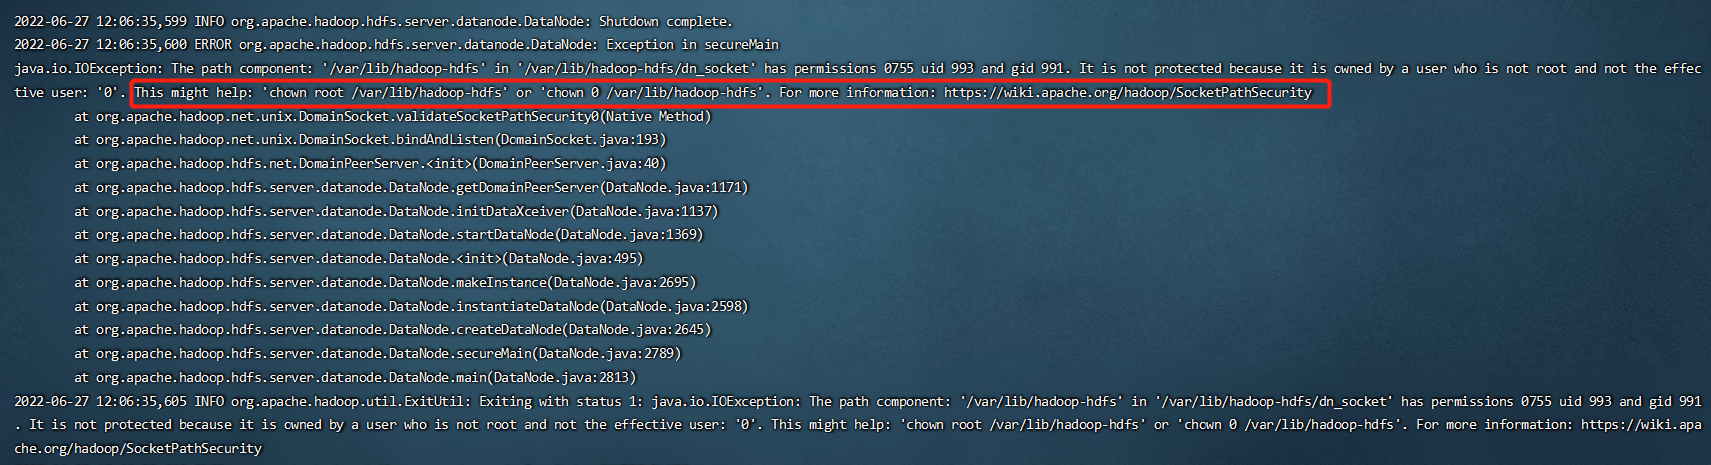 2022-06-27 12:06:35,599 INFO org.apache.hadoop.hdfs.server.datanode.DataNode: Shutdown complete.
2022-06-27 12:06:35,600 ERROR org.apache.hadoop.hdfs.server.datanode.DataNode: Exception in secureMain
java.io.IOException: The path component: '/var/lib/hadoop-hdfs' in '/var/lib/hadoop-hdfs/dn_socket' has permissions 0755 uid 993 and gid 991. It is not protected because it is owned by a user who is not root and not the effec
tive user: '0'. This might help: 'chown root /var/lib/hadoop-hdfs' or 'chown 0 /var/lib/hadoop-hdfs'. For more information: https://wiki.apache.org/hadoop/SocketPathSecurity
at org.apache.hadoop.net.unix.DomainSocket.validateSocketPathSecurity0(Native Method)
at org.apache.hadoop.net.unix.DomainSocket.bindAndListen(DomainSocket.java:193)
at org.apache.hadoop.hdfs.net.DomainPeerServer.<init>(DomainPeerServer.java:40)
at org.apache.hadoop.hdfs.server.datanode.DataNode.getDomainPeerServer(DataNode.java:1171)
at org.apache.hadoop.hdfs.server.datanode.DataNode.initDataXceiver(DataNode.java:1137)
at org.apache.hadoop.hdfs.server.datanode.DataNode.startDataNode(DataNode.java:1369)
at org.apache.hadoop.hdfs.server.datanode.DataNode.<init>(DataNode.java:495)
at org.apache.hadoop.hdfs.server.datanode.DataNode.makeInstance(DataNode.java:2695)
at org.apache.hadoop.hdfs.server.datanode.DataNode.instantiateDataNode(DataNode.java:2598)
at org.apache.hadoop.hdfs.server.datanode.DataNode.createDataNode(DataNode.java:2645)
at org.apache.hadoop.hdfs.server.datanode.DataNode.secureMain(DataNode.java:2789)
at org.apache.hadoop.hdfs.server.datanode.DataNode.main(DataNode.java:2813)
2022-06-27 12:06:35,605 INFO org.apache.hadoop.util.ExitUtil: Exiting with status 1: java.io.IOException: The path component: '/var/lib/hadoop-hdfs' in '/var/lib/hadoop-hdfs/dn_socket' has permissions 0755 uid 993 and gid 991
. It is not protected because it is owned by a user who is not root and not the effective user: '0'. This might help: 'chown root /var/lib/hadoop-hdfs' or 'chown 0 /var/lib/hadoop-hdfs'. For more information: https://wiki.apa
che.org/hadoop/SocketPathSecurity